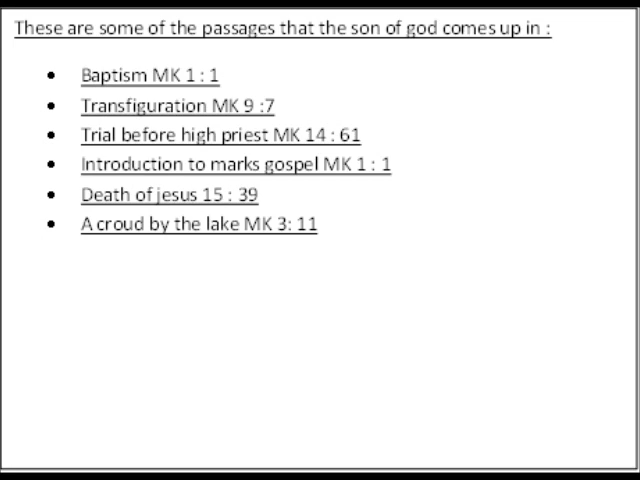 These are some of the passages that the son of god comes up in :
• Baptism MK 1 : 1
• Transfiguration MK 9 :7
• Trial before high priest MK 14 : 61
• Introduction to marks gospel MK 1 : 1
• Death of jesus 15 : 39
• A croud by the lake MK 3: 11